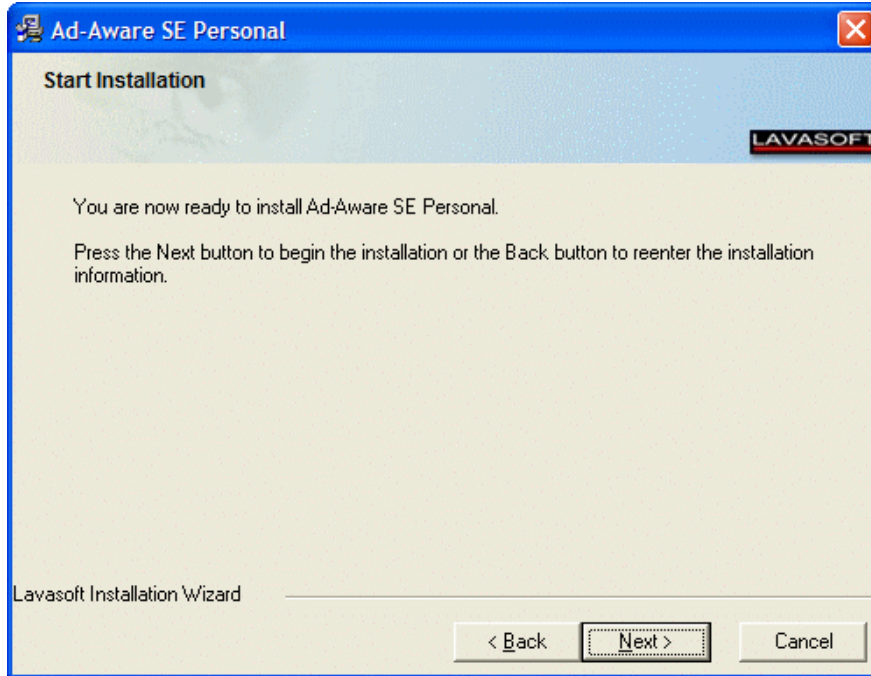 Ad-Aware SE Personal
Start Installation
LAVASOFT
You are now ready to install Ad-Aware SE Personal.
Press the Next button to begin the installation or the Back button to reenter the installation
information.
Lavasoft Installation Wizard
< Back
Next >
Cancel